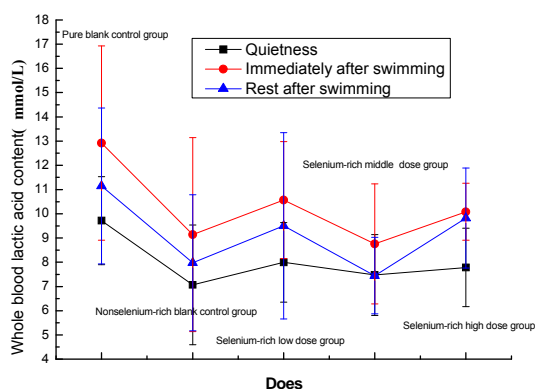 18
17
16
15
14
13
12
11
10
9
8
7
6
5
4
Whole blood lactic acid content( mmol/L)
Pure blank control group
Quietness
Immediately after swimming
Rest after swimming
Selenium-rich middle dose group
Nonselenium-rich blank control group
Selenium-rich high dose group
Selenium-rich low dose group
Does